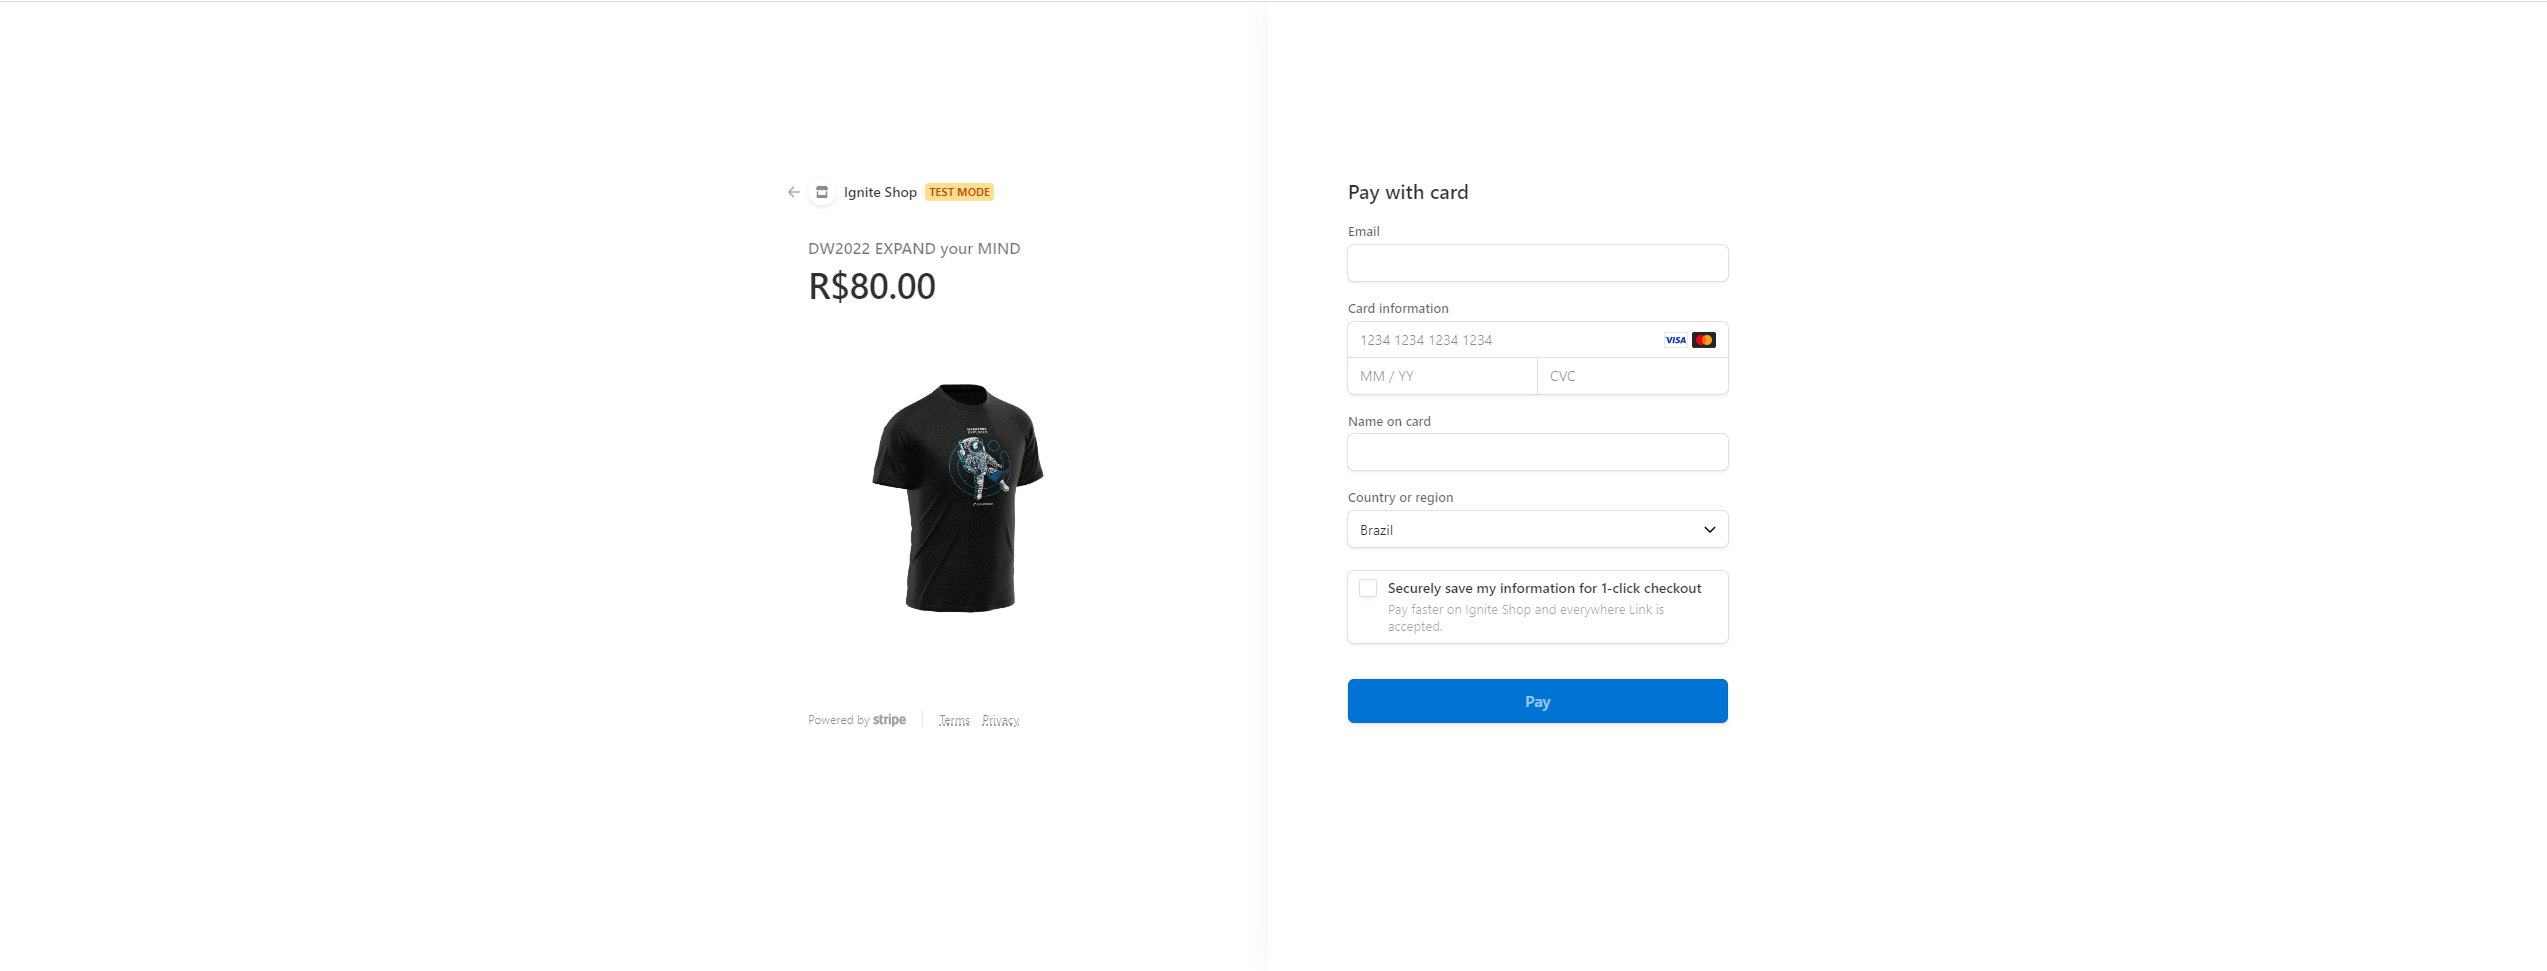 Ignite Shop TEST MODE
DW2022 EXPAND your MIND
R$80.00
Powered by stripe Terms Privacy
Pay with card
Email
Card information
1234 1234 1234 1234 VISA
MM / YY CVC
Name on card
Country or region
Brazil
Securely save my information for 1-click checkout
Pay faster on Ignite Shop and everywhere Link is
accepted.
Pay